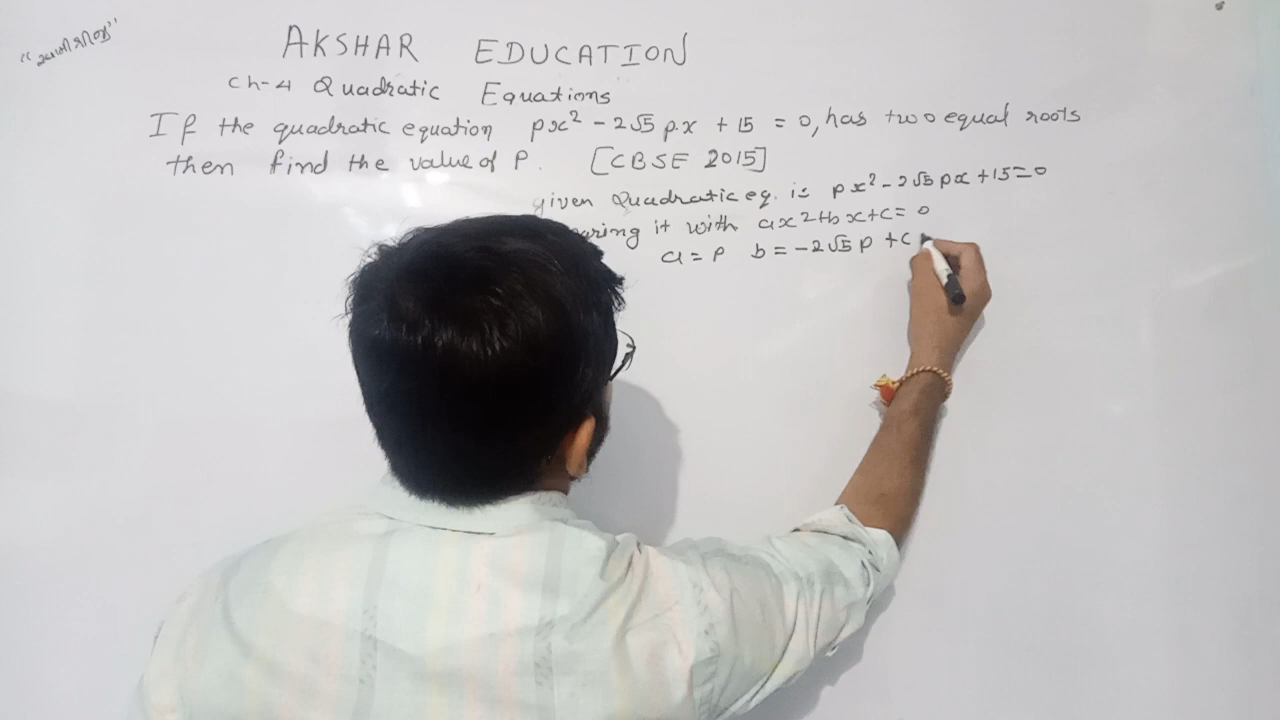 AKSHAR EDUCATION
Ch-4 Quadratic Equations
If the quadratic equation px² - 2√5 px + 15 = 0, has two equal roots
then find the value of P. [CBSE 2015]
given Quadratic eq. is px² - 2√5 px + 15 = 0
aring it with ax² + bx + c = 0
a = P b = -2√5 P + c